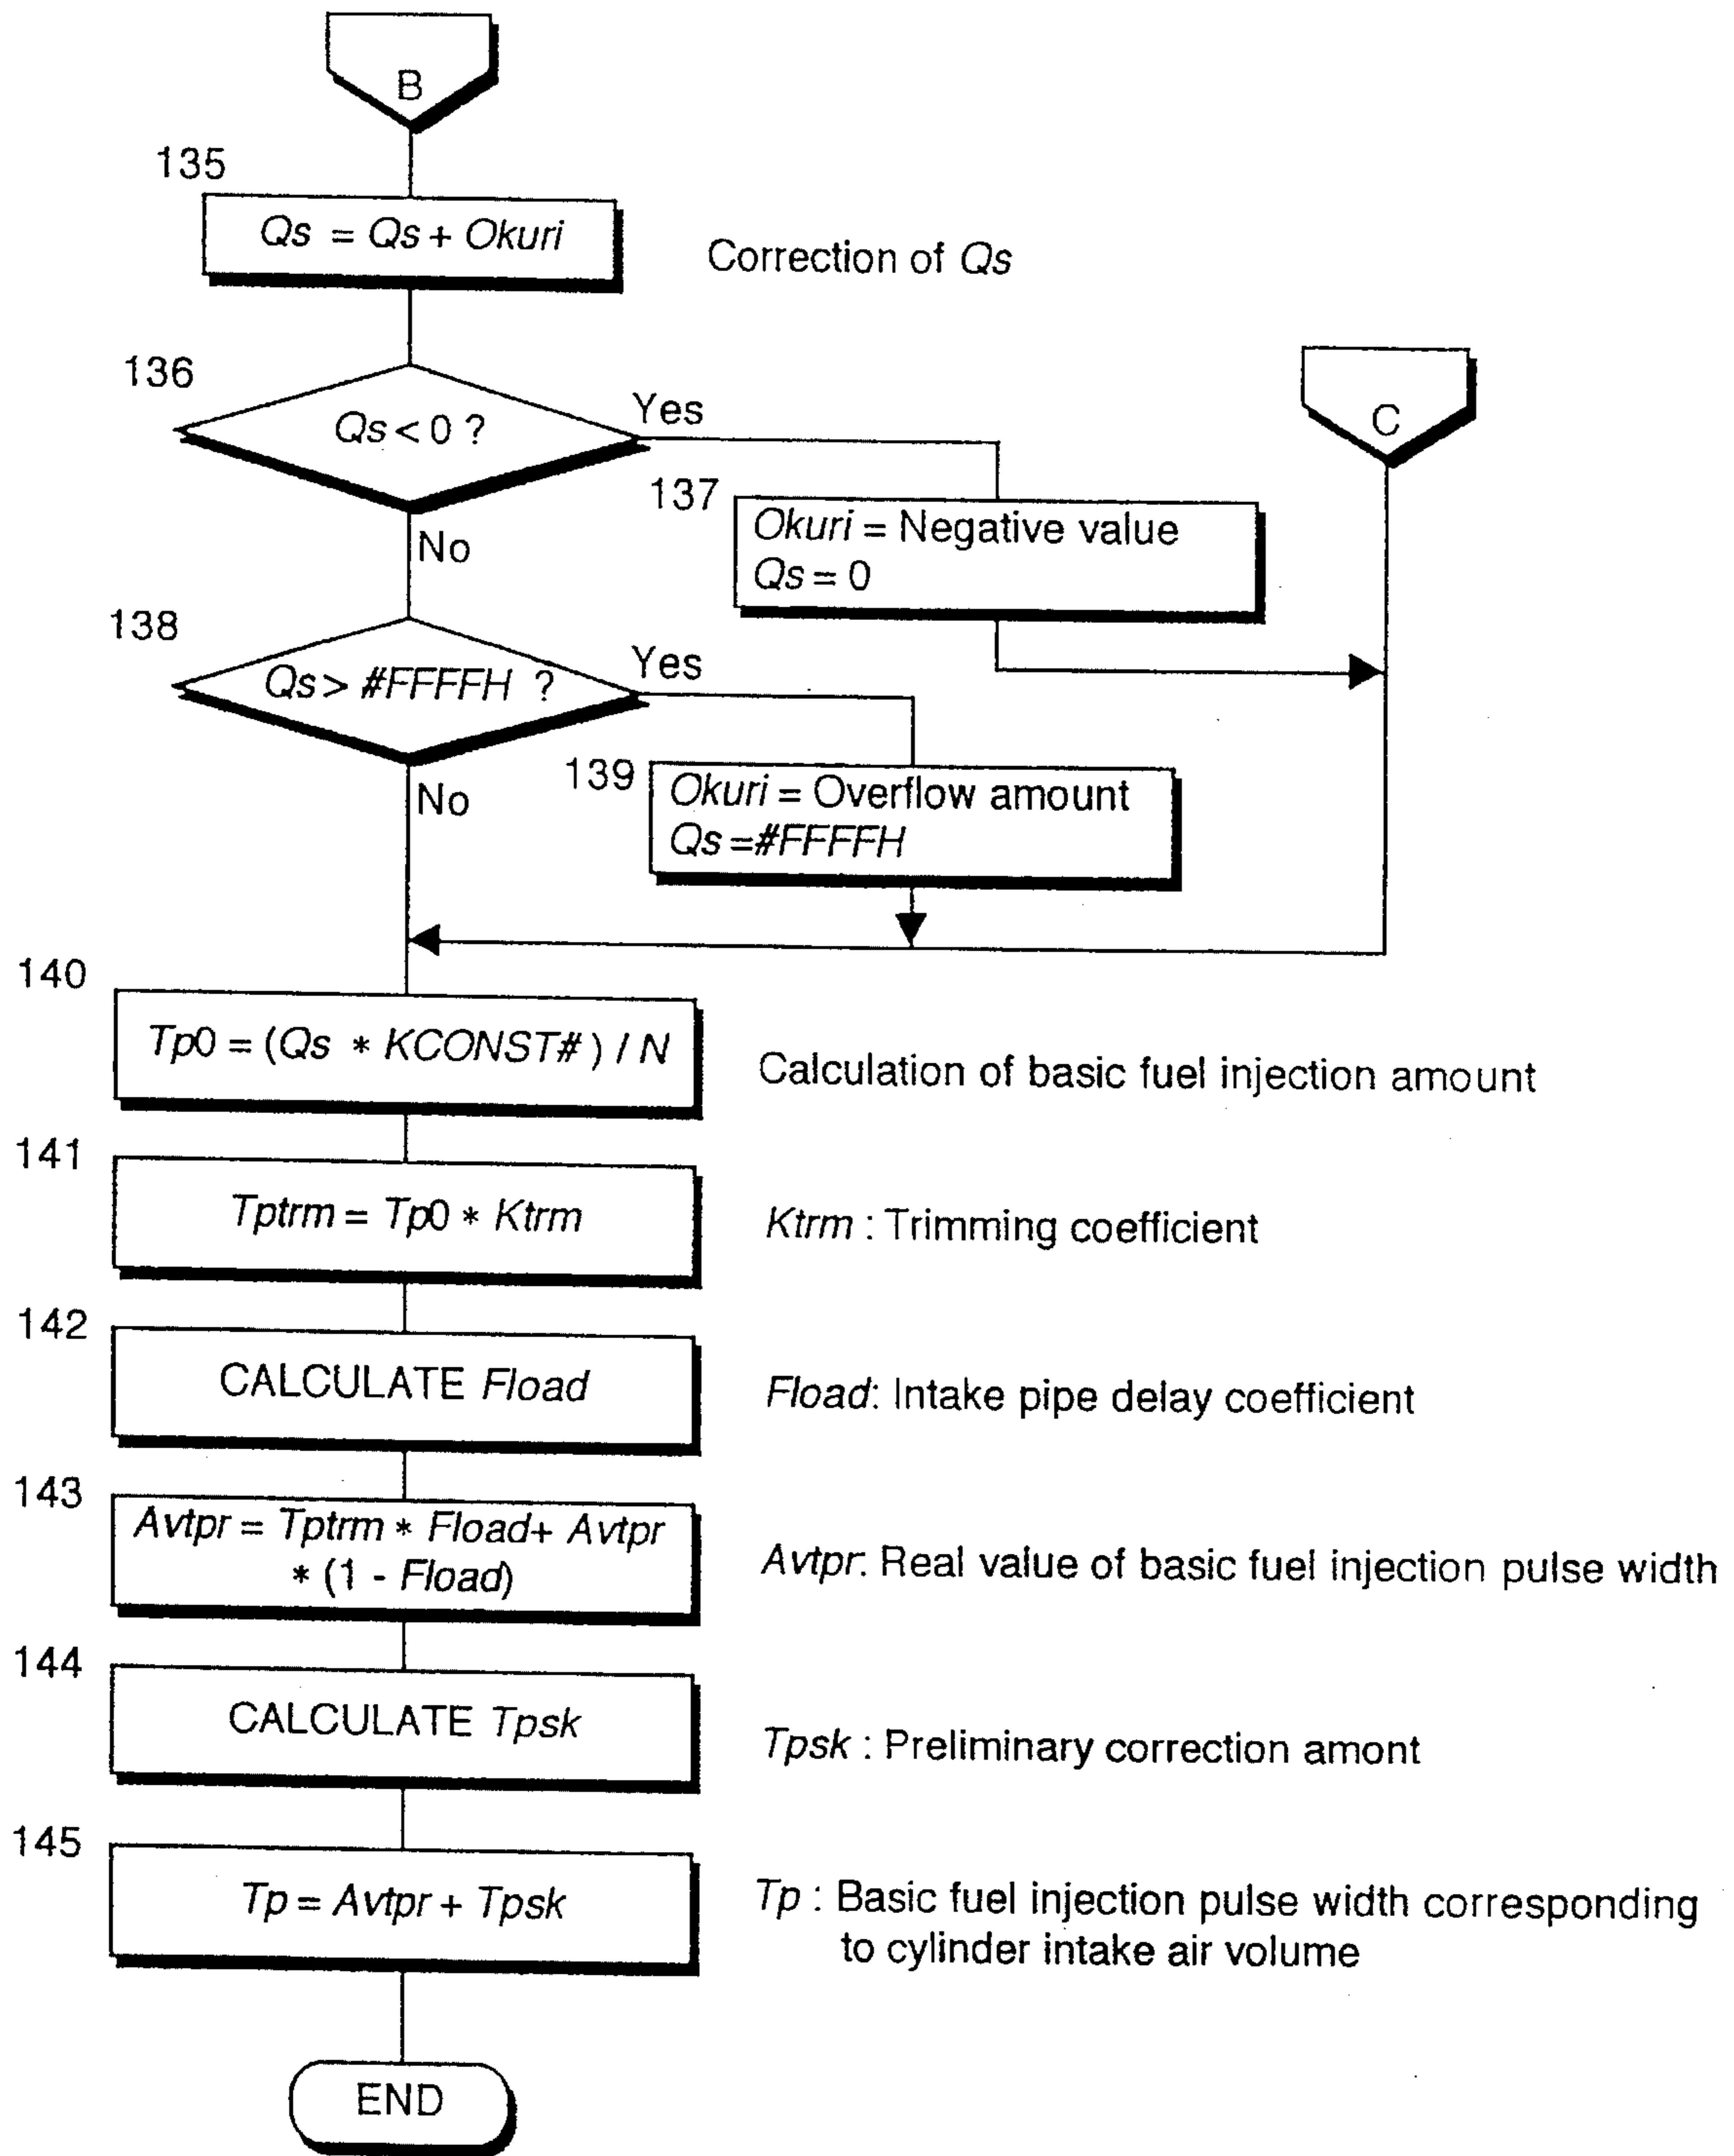 B
135
Qs = Qs + Okuri
Correction of Qs
136
Qs < 0 ?
Yes
C
137
Okuri = Negative value
Qs = 0
No
138
Qs > #FFFFH ?
Yes
139
Okuri = Overflow amount
Qs =#FFFFH
No
140
Tp0 = (Qs * KCONST# ) / N
Calculation of basic fuel injection amount
141
Tptrm = Tp0 * Ktrm
Ktrm : Trimming coefficient
142
CALCULATE Fload
Fload: Intake pipe delay coefficient
143
Avtpr = Tptrm * Fload+ Avtpr
* (1 - Fload)
Avtpr: Real value of basic fuel injection pulse width
144
CALCULATE Tpsk
Tpsk : Preliminary correction amont
145
Tp = Avtpr + Tpsk
Tp : Basic fuel injection pulse width corresponding
to cylinder intake air volume
END